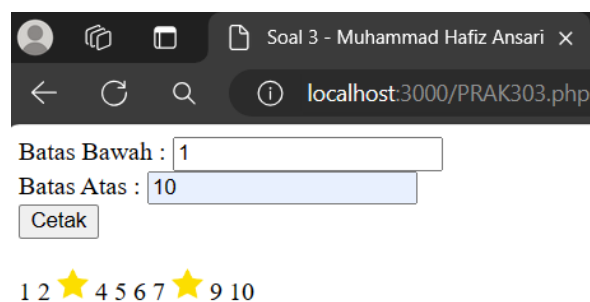 Soal 3 - Muhammad Hafiz Ansari
localhost:3000/PRAK303.php
Batas Bawah : 1
Batas Atas : 10
Cetak
1 2 ⭐ 4 5 6 7 ⭐ 9 10